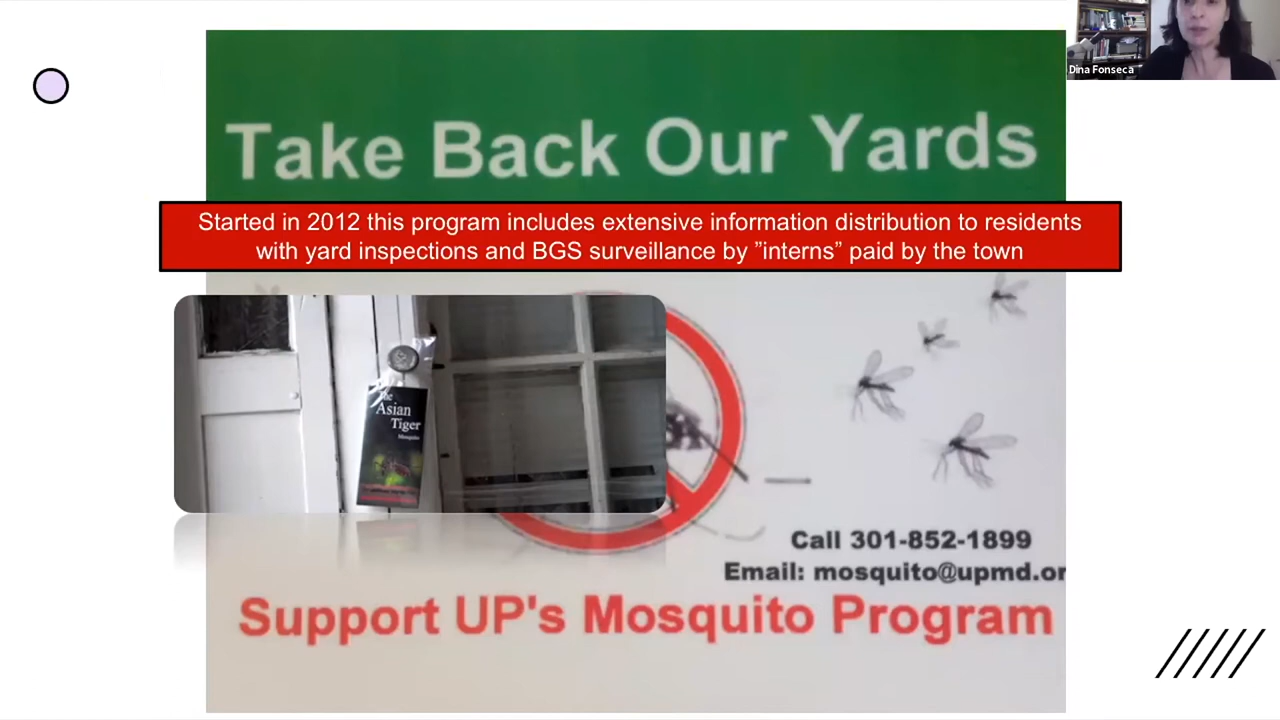 Dina Fonseca
Take Back Our Yards
Started in 2012 this program includes extensive information distribution to residents
with yard inspections and BGS surveillance by ”interns” paid by the town
The
Asian
Tiger
Mosquito
Call 301-852-1899
Email: mosquito@upmd.or
Support UP's Mosquito Program